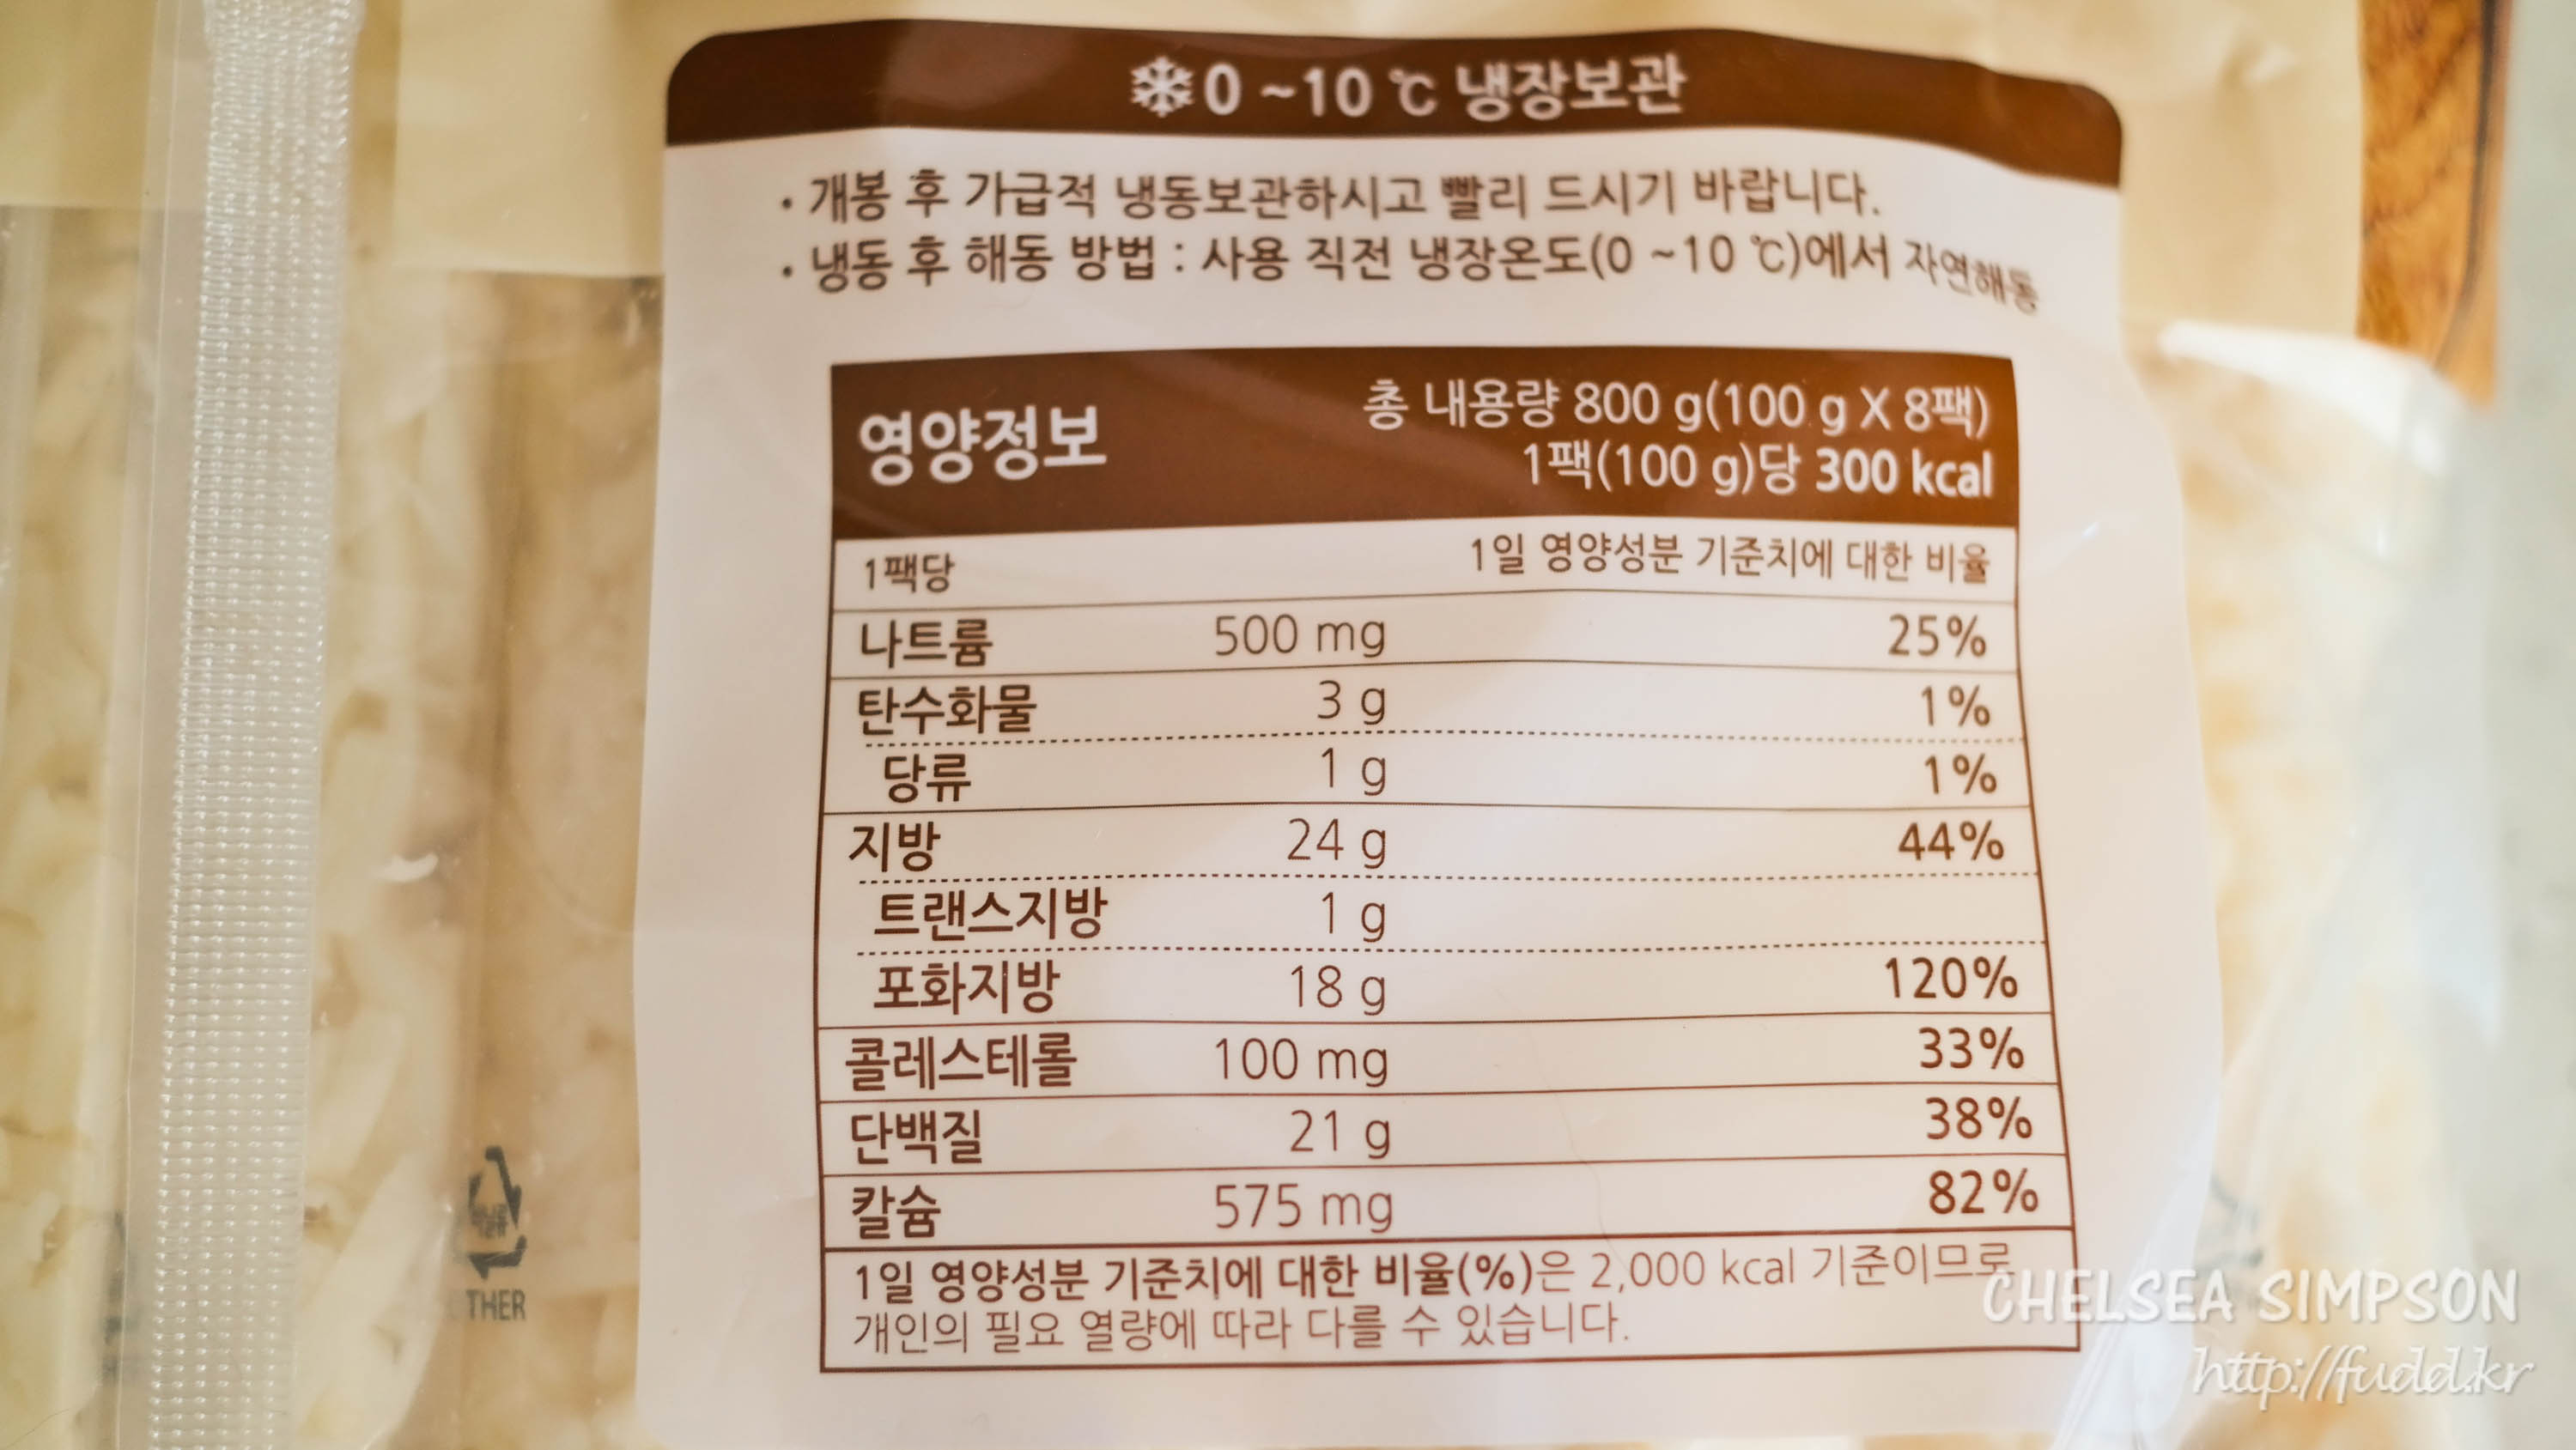 0 ~10 ℃ 냉장보관
• 개봉 후 가급적 냉동보관하시고 빨리 드시기 바랍니다.
• 냉동 후 해동 방법 : 사용 직전 냉장온도(0 ~10 ℃)에서 자연해동
영양정보
총 내용량 800 g(100 g X 8팩)
1팩(100 g)당 300 kcal
1팩당 1일 영양성분 기준치에 대한 비율
나트륨 500 mg 25%
탄수화물 3 g 1%
당류 1 g 1%
지방 24 g 44%
트랜스지방 1 g
포화지방 18 g 120%
콜레스테롤 100 mg 33%
단백질 21 g 38%
칼슘 575 mg 82%
1일 영양성분 기준치에 대한 비율(%)은 2,000 kcal 기준이므로
개인의 필요 열량에 따라 다를 수 있습니다.
THER
CHELSEA SIMPSON
http://fudd.kr